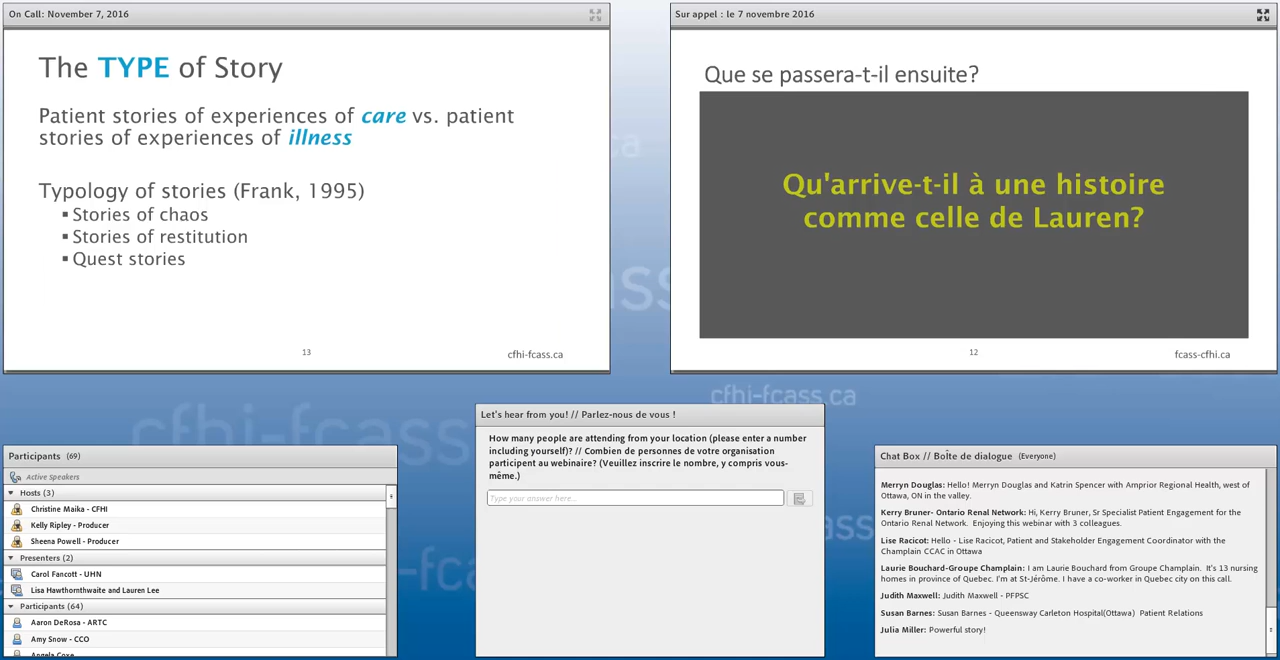 On Call: November 7, 2016
The TYPE of Story
Patient stories of experiences of care vs. patient
stories of experiences of illness
Typology of stories (Frank, 1995)
▪ Stories of chaos
▪ Stories of restitution
▪ Quest stories
13
cfhi-fcass.ca
Sur appel : le 7 novembre 2016
Que se passera-t-il ensuite?
Qu'arrive-t-il à une histoire
comme celle de Lauren?
12
fcass-cfhi.ca
cfhi-fcass
cfhi-fcass.ca
Participants (69)
Active Speakers
Hosts (3)
Christine Maika - CFHI
Kelly Ripley - Producer
Sheena Powell - Producer
Presenters (2)
Carol Fancott - UHN
Lisa Hawthornthwaite and Lauren Lee
Participants (64)
Aaron DeRosa - ARTC
Amy Snow - CCO
Angela Coxe
Let's hear from you! // Parlez-nous de vous !
How many people are attending from your location (please enter a number
including yourself)? // Combien de personnes de votre organisation
participent au webinaire? (Veuillez inscrire le nombre, y compris vous-
même.)
Type your answer here...
Chat Box // Boîte de dialogue (Everyone)
Merryn Douglas: Hello! Merryn Douglas and Katrin Spencer with Amprior Regional Health, west of
Ottawa, ON in the valley.
Kerry Bruner- Ontario Renal Network: Hi, Kerry Bruner, Sr Specialist Patient Engagement for the
Ontario Renal Network. Enjoying this webinar with 3 colleagues.
Lise Racicot: Hello - Lise Racicot, Patient and Stakeholder Engagement Coordinator with the
Champlain CCAC in Ottawa
Laurie Bouchard-Groupe Champlain: I am Laurie Bouchard from Groupe Champlain. It's 13 nursing
homes in province of Quebec. I'm at St-Jérôme. I have a co-worker in Quebec city on this call.
Judith Maxwell: Judith Maxwell - PFPSC
Susan Barnes: Susan Barnes - Queensway Carleton Hospital(Ottawa) Patient Relations
Julia Miller: Powerful story!